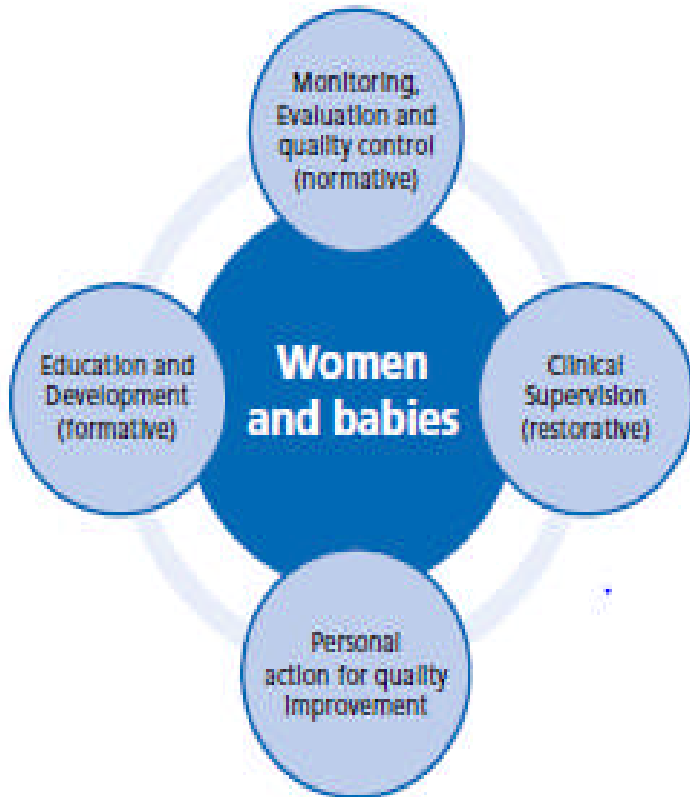 Monitoring,
Evaluation and
quality control
(normative)
Education and
Development
(formative)
Women
and babies
Clinical
Supervision
(restorative)
Personal
action for quality
improvement